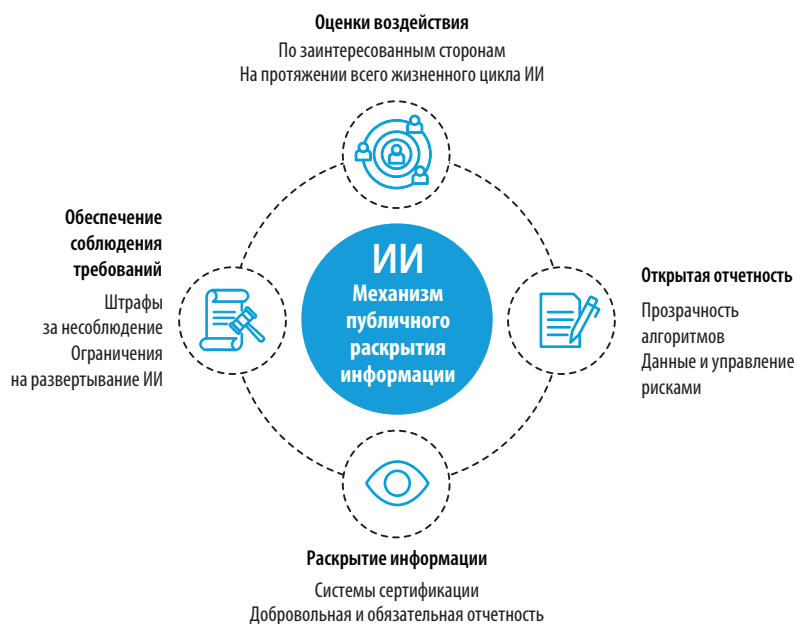 Оценки воздействия
По заинтересованным сторонам
На протяжении всего жизненного цикла ИИ
Обеспечение
соблюдения
требований
Штрафы
за несоблюдение
Ограничения
на развертывание ИИ
ИИ
Механизм
публичного
раскрытия
информации
Открытая отчетность
Прозрачность
алгоритмов
Данные и управление
рисками
Раскрытие информации
Системы сертификации
Добровольная и обязательная отчетность